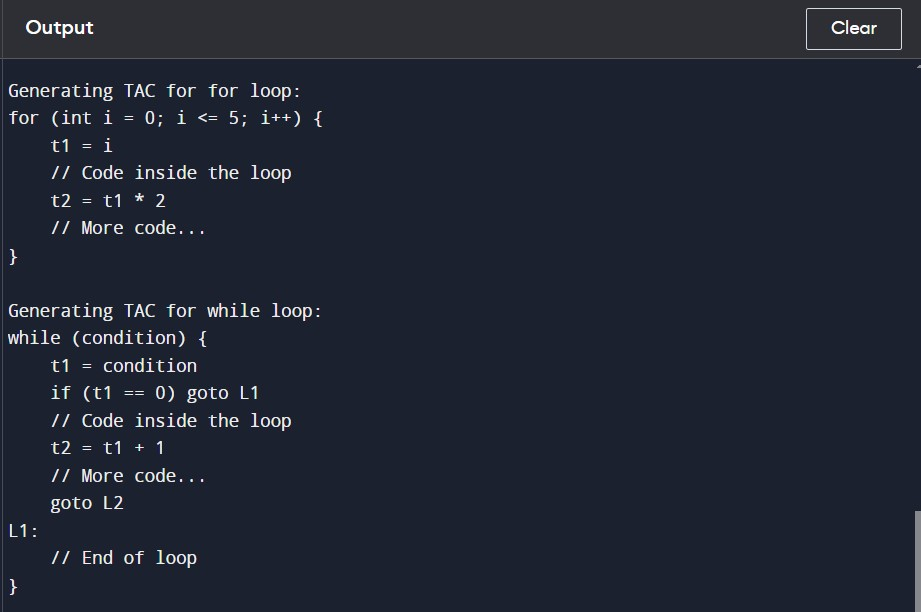 Output
Clear
Generating TAC for for loop:
for (int i = 0; i <= 5; i++) {
    t1 = i
    // Code inside the loop
    t2 = t1 * 2
    // More code...
}

Generating TAC for while loop:
while (condition) {
    t1 = condition
    if (t1 == 0) goto L1
    // Code inside the loop
    t2 = t1 + 1
    // More code...
    goto L2
L1:
    // End of loop
}